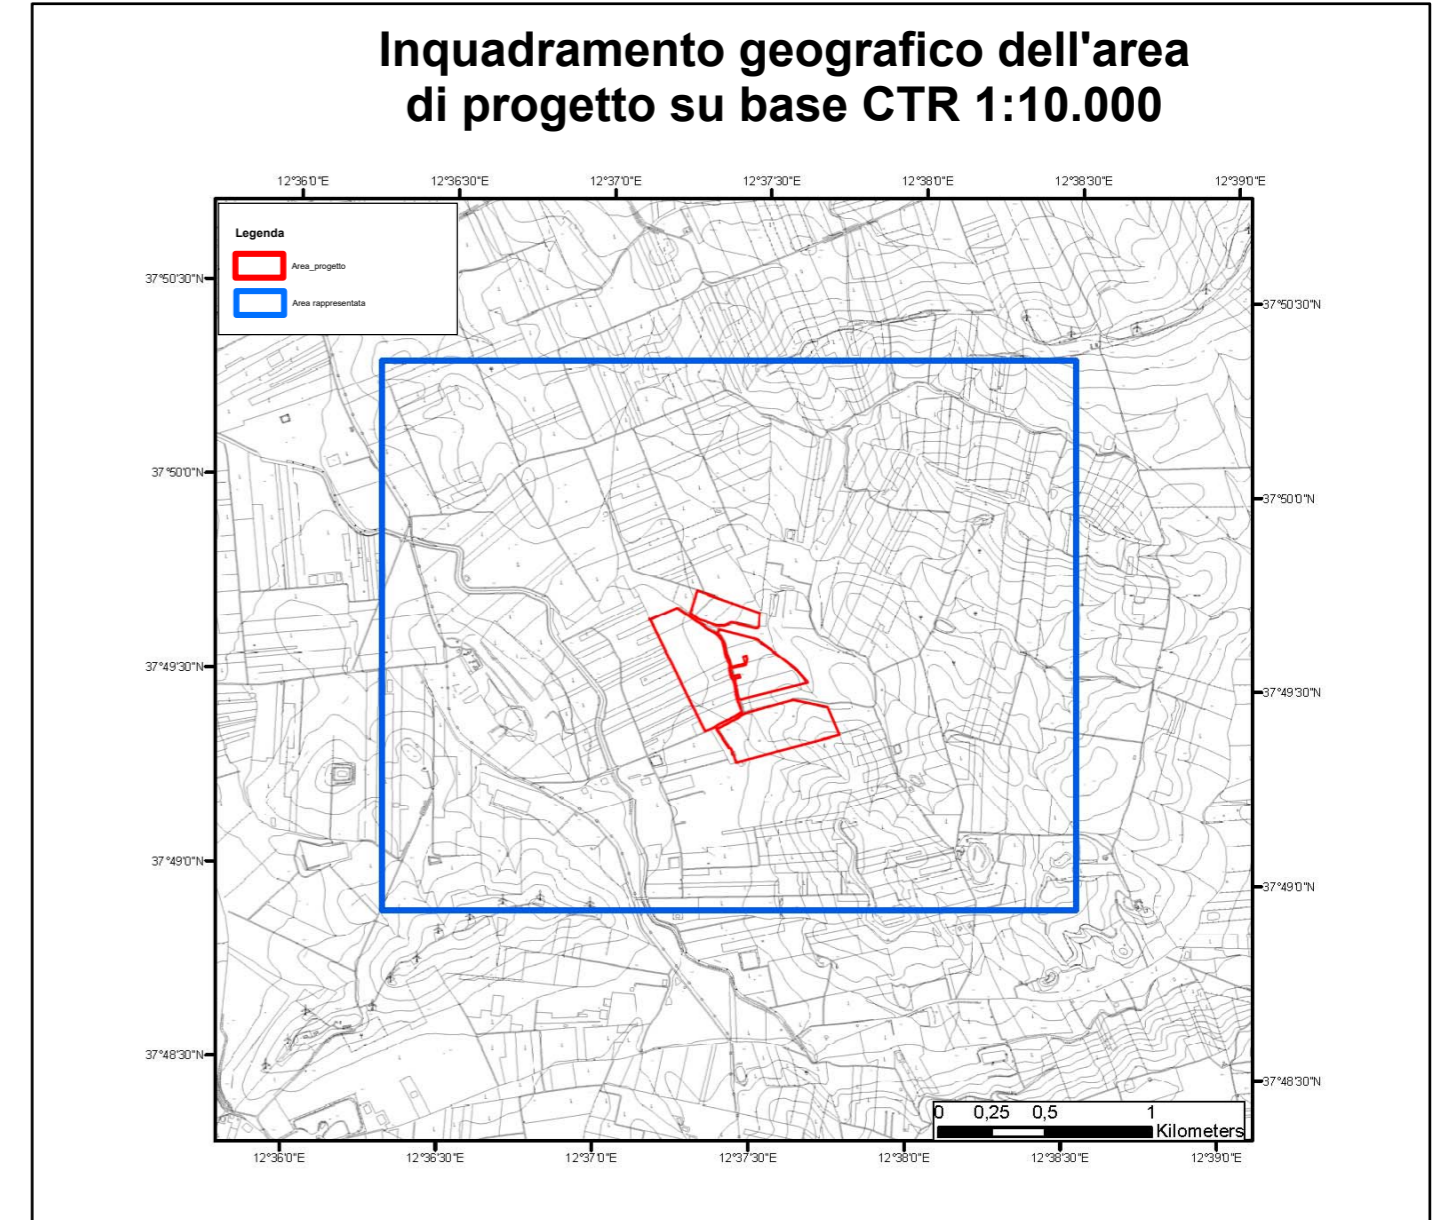 Inquadramento geografico dell'area
di progetto su base CTR 1:10.000
12°36'0"E 12°36'30"E 12°37'0"E 12°37'30"E 12°38'0"E 12°38'30"E 12°39'0"E
Legenda
Area_progetto
Area rappresentata
37°50'30"N
37°50'30"N
37°50'0"N
37°50'0"N
37°49'30"N
37°49'30"N
37°49'0"N
37°49'0"N
37°48'30"N
37°48'30"N
0 0,25 0,5 1
Kilometers
12°36'0"E 12°36'30"E 12°37'0"E 12°37'30"E 12°38'0"E 12°38'30"E 12°39'0"E